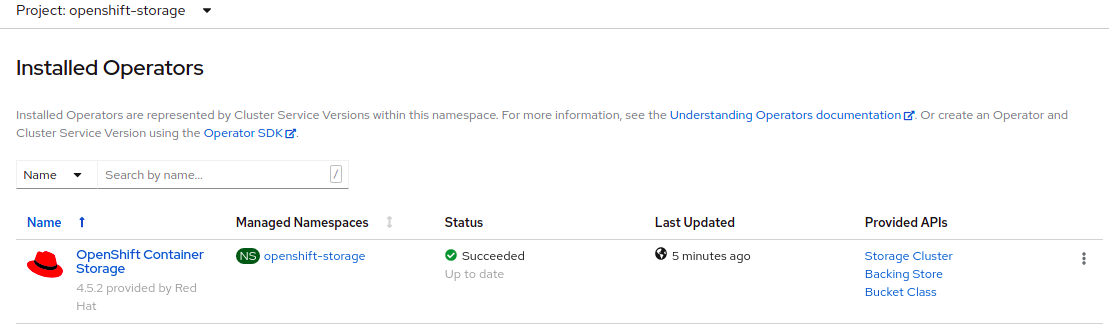 Project: openshift-storage
Installed Operators
Installed Operators are represented by Cluster Service Versions within this namespace. For more information, see the Understanding Operators documentation. Or create an Operator and
Cluster Service Version using the Operator SDK.
Name Search by name... /
Name Managed Namespaces Status Last Updated Provided APIs
OpenShift Container NS openshift-storage Succeeded 5 minutes ago Storage Cluster
Storage Up to date Backing Store
4.5.2 provided by Red Bucket Class
Hat